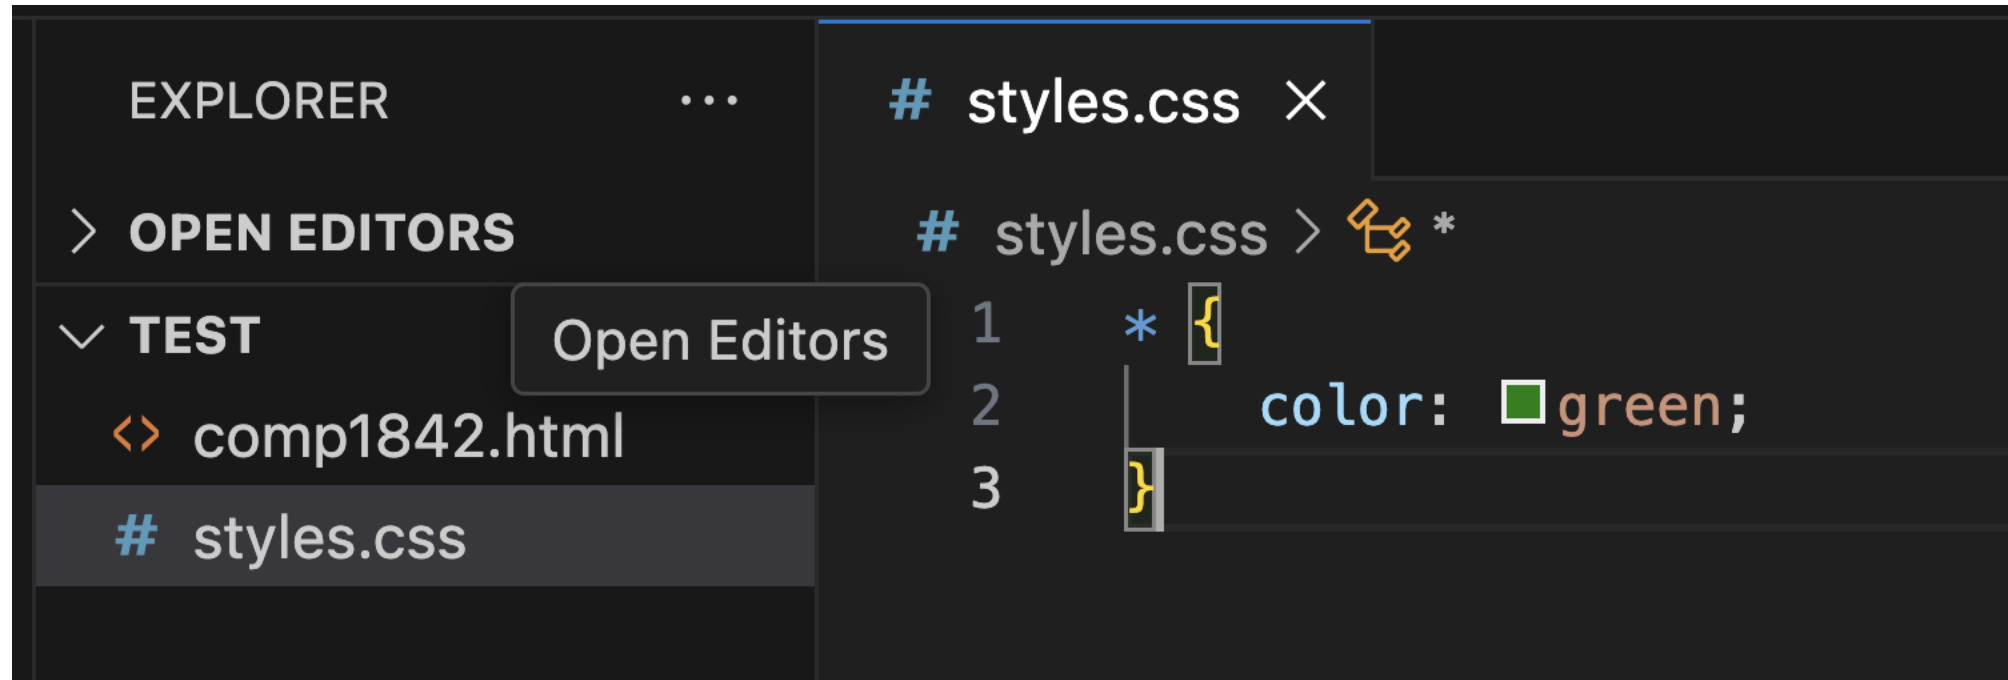 EXPLORER ...
OPEN EDITORS
TEST
Open Editors
<> comp1842.html
# styles.css
# styles.css ×
# styles.css > *
1 * {
2 color: green;
3 }